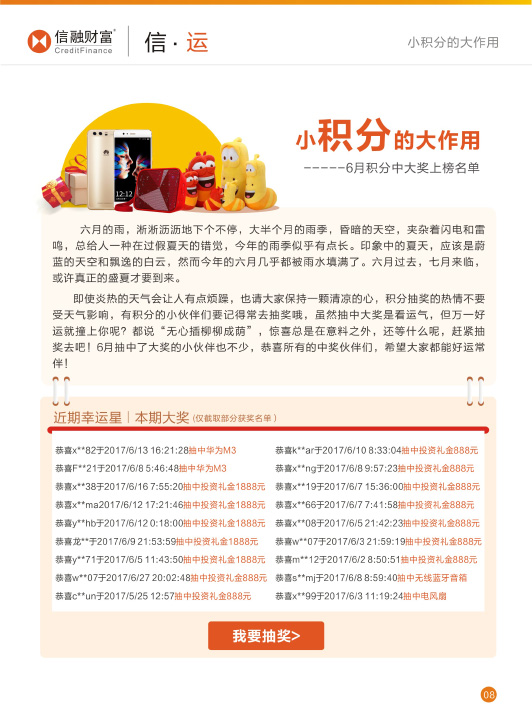 信融财富
CreditFinance
信·运
小积分的大作用
12:12
HUAWEI
小积分的大作用
-----6月积分中大奖上榜名单
六月的雨，淅淅沥沥地下个不停，大半个月的雨季，昏暗的天空，夹杂着闪电和雷
鸣，总给人一种在过假夏天的错觉，今年的雨季似乎有点长。印象中的夏天，应该是蔚
蓝的天空和飘逸的白云，然而今年的六月几乎都被雨水填满了。六月过去，七月来临，
或许真正的盛夏才要到来。
即使炎热的天气会让人有点烦躁，也请大家保持一颗清凉的心，积分抽奖的热情不要
受天气影响，有积分的小伙伴们要记得常去抽奖哦，虽然抽中大奖是看运气，但万一好
运就撞上你呢？都说“无心插柳柳成荫”，惊喜总是在意料之外，还等什么呢，赶紧抽
奖去吧！6月抽中了大奖的小伙伴也不少，恭喜所有的中奖伙伴们，希望大家都能好运常
伴！
近期幸运星｜本期大奖（仅截取部分获奖名单）
恭喜x**82于2017/6/13 16:21:28抽中华为M3
恭喜F**21于2017/6/8 5:46:48抽中华为M3
恭喜x**38于2017/6/16 7:55:20抽中投资礼金1888元
恭喜x**ma2017/6/12 17:21:46抽中投资礼金1888元
恭喜y**hb于2017/6/12 0:18:00抽中投资礼金1888元
恭喜龙**于2017/6/9 21:53:59抽中投资礼金1888元
恭喜y**71于2017/6/5 11:43:50抽中投资礼金1888元
恭喜w**07于2017/6/27 20:02:48抽中投资礼金888元
恭喜c**un于2017/5/25 12:57抽中投资礼金888元
恭喜k**ar于2017/6/10 8:33:04抽中投资礼金888元
恭喜x**ng于2017/6/8 9:57:23抽中投资礼金888元
恭喜x**19于2017/6/7 15:36:00抽中投资礼金888元
恭喜x**66于2017/6/7 7:41:58抽中投资礼金888元
恭喜x**08于2017/6/5 21:42:23抽中投资礼金888元
恭喜w**07于2017/6/3 21:59:19抽中投资礼金888元
恭喜m**12于2017/6/2 8:50:51抽中投资礼金888元
恭喜s**mj于2017/6/8 8:59:40抽中无线蓝牙音箱
恭喜x**99于2017/6/3 11:19:24抽中电风扇
我要抽奖>
08